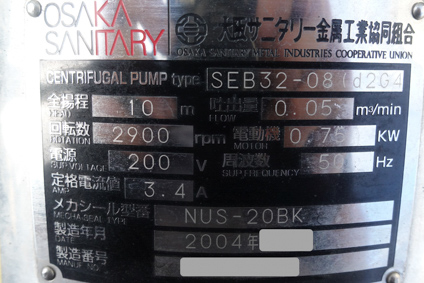 OSAKA
SANITARY
大阪サニタリー金属工業協同組合
OSAKA SANITARY METAL INDUSTRIES COOPERATIVE UNION
CENTRIFUGAL PUMP type SEB32-08 (d2G4
全揚程 10 m 吐出量 0.05 m³/min
HEAD FLOW
回転数 2900 rpm 電動機 0.75 KW
ROTATION MOTOR
電源 200 V 周波数 50 Hz
SUP-VOLTAGE SUP-FREQUENCY
定格電流値 3.4 A
AMP.
メカシール型番 NUS-20BK
MECHA-SEAL TYPE
製造年月 2004年
DATE
製造番号
MANUF NO.